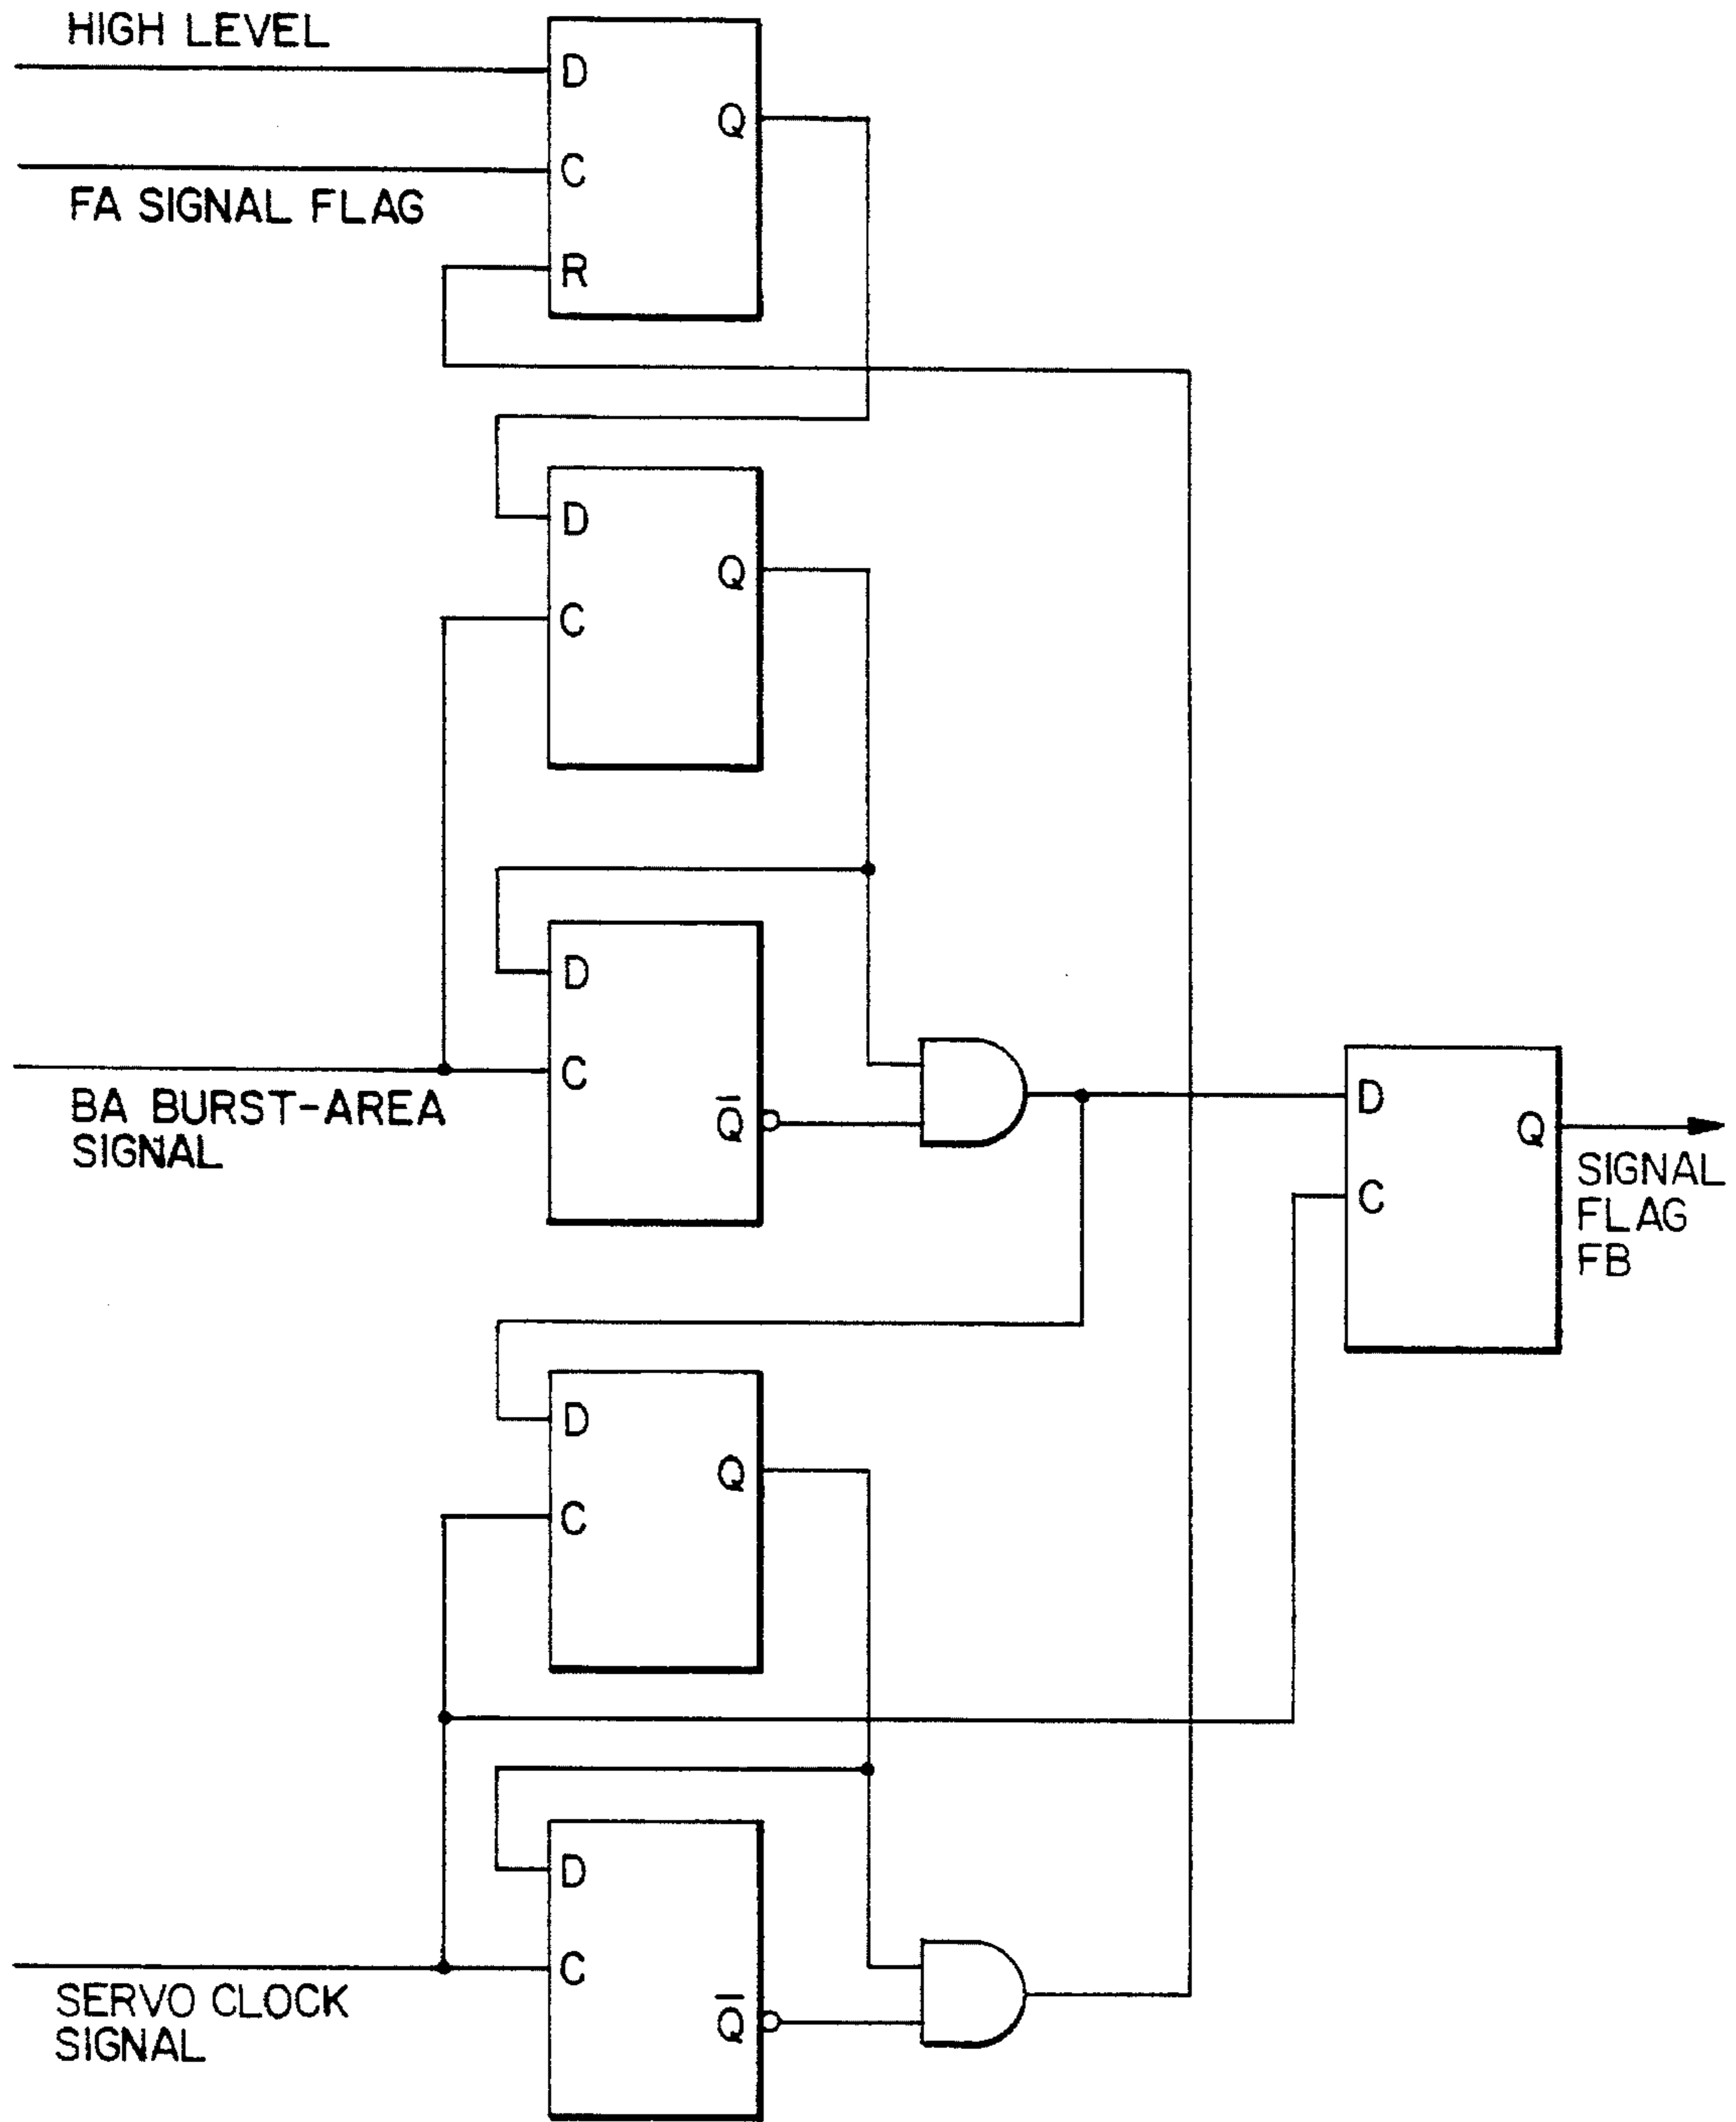 HIGH LEVEL
D
Q
C
FA SIGNAL FLAG
R
D
Q
C
D
C
BA BURST-AREA
SIGNAL
Q̅
D
Q
C
SIGNAL
FLAG
FB
D
Q
C
D
C
SERVO CLOCK
SIGNAL
Q̅